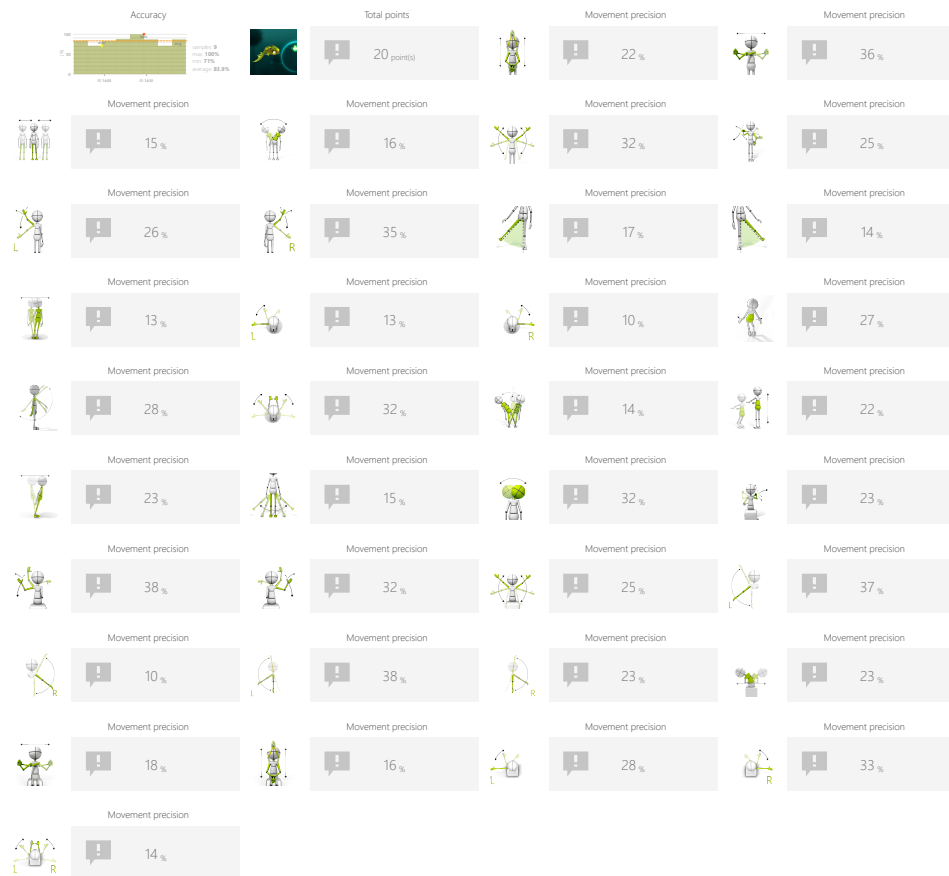 Accuracy
100
50
0
samples: 9
max: 100%
min: 71%
average: 83.8%
Total points
20 point(s)
Movement precision
22 %
Movement precision
36 %
Movement precision
15 %
Movement precision
16 %
Movement precision
32 %
Movement precision
25 %
Movement precision
L
26 %
Movement precision
R
35 %
Movement precision
17 %
Movement precision
14 %
Movement precision
13 %
Movement precision
L
13 %
Movement precision
R
10 %
Movement precision
27 %
Movement precision
28 %
Movement precision
32 %
Movement precision
14 %
Movement precision
22 %
Movement precision
23 %
Movement precision
15 %
Movement precision
32 %
Movement precision
23 %
Movement precision
38 %
Movement precision
32 %
Movement precision
25 %
Movement precision
L
37 %
Movement precision
R
10 %
Movement precision
L
38 %
Movement precision
R
23 %
Movement precision
23 %
Movement precision
18 %
Movement precision
16 %
Movement precision
L
28 %
Movement precision
R
33 %
Movement precision
L R
14 %